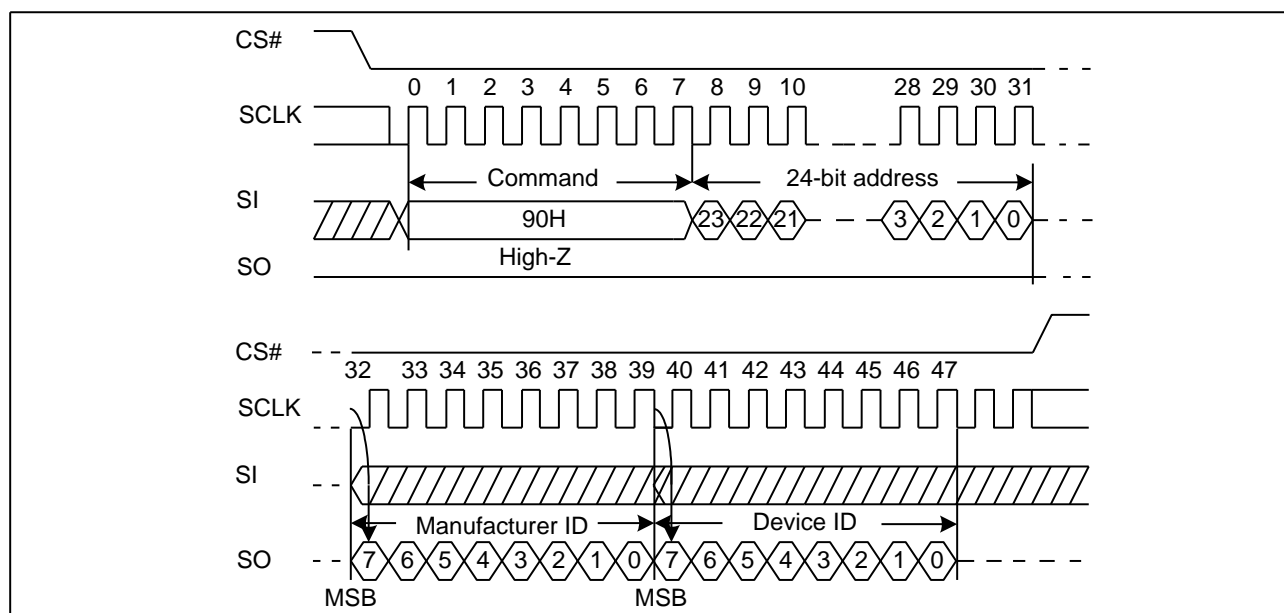 CS#
0 1 2 3 4 5 6 7 8 9 10 28 29 30 31
SCLK
Command 24-bit address
SI
90H 23 22 21 3 2 1 0
High-Z
SO
CS#
32 33 34 35 36 37 38 39 40 41 42 43 44 45 46 47
SCLK
SI
Manufacturer ID Device ID
SO 7 6 5 4 3 2 1 0 7 6 5 4 3 2 1 0
MSB MSB